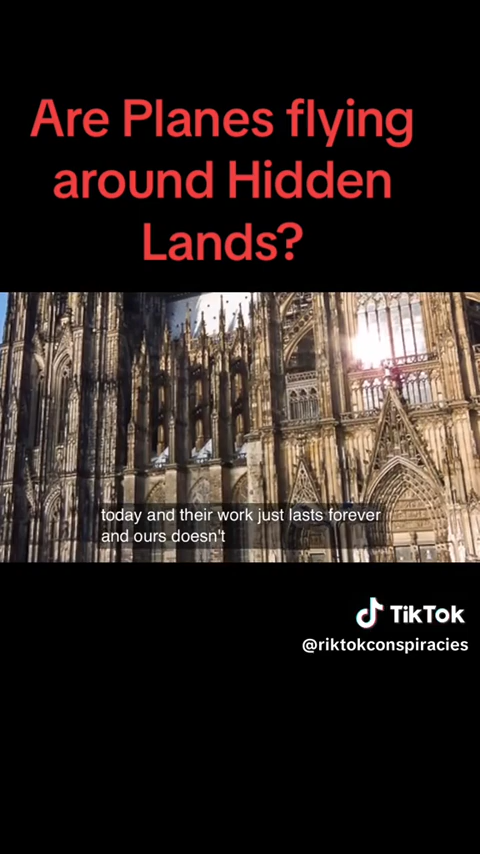 Are Planes flying
around Hidden
Lands?
today and their work just lasts forever
and ours doesn't
TikTok
@riktokconspiracies